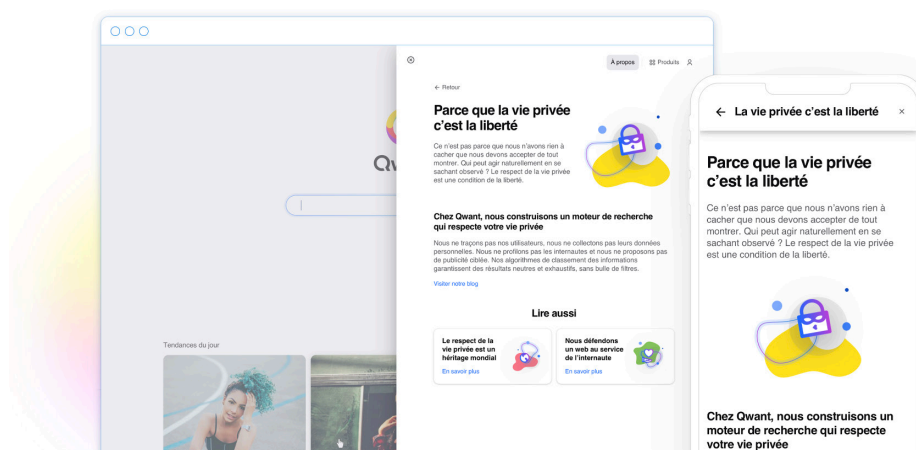 À propos
Produits
← Retour
Parce que la vie privée
c'est la liberté
Ce n'est pas parce que nous n'avons rien à
cacher que nous devons accepter de tout
montrer. Qui peut agir naturellement en se
sachant observé ? Le respect de la vie privée
est une condition de la liberté.
Chez Qwant, nous construisons un moteur de recherche
qui respecte votre vie privée
Nous ne traçons pas nos utilisateurs, nous ne collectons pas leurs données
personnelles. Nous ne profilons pas les internautes et nous ne proposons pas
de publicité ciblée. Nos algorithmes de classement des informations
garantissent des résultats neutres et exhaustifs, sans bulle de filtres.
Visiter notre blog
Lire aussi
Le respect de la
vie privée est un
héritage mondial
En savoir plus
Nous défendons
un web au service
de l'internaute
En savoir plus
Qw
Tendances du jour
← La vie privée c'est la liberté ×
Parce que la vie privée
c'est la liberté
Ce n'est pas parce que nous n'avons rien à
cacher que nous devons accepter de tout
montrer. Qui peut agir naturellement en se
sachant observé ? Le respect de la vie privée
est une condition de la liberté.
Chez Qwant, nous construisons un
moteur de recherche qui respecte
votre vie privée